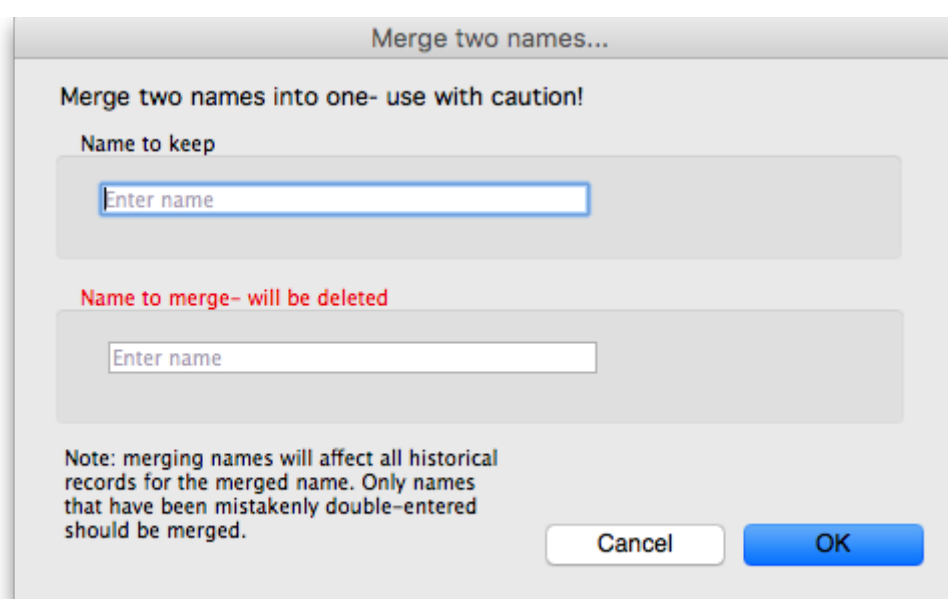 Merge two names...
Merge two names into one- use with caution!
Name to keep
Enter name
Name to merge- will be deleted
Enter name
Note: merging names will affect all historical
records for the merged name. Only names
that have been mistakenly double-entered
should be merged.
Cancel OK